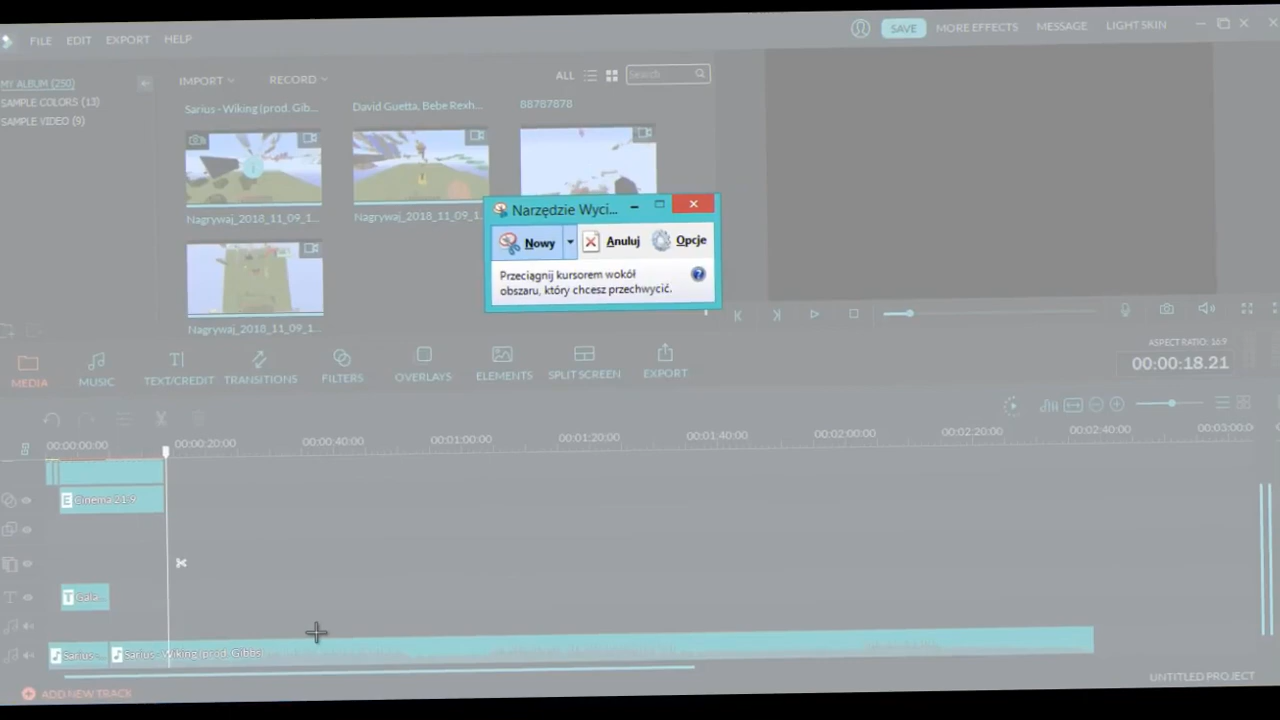 FILE EDIT EXPORT HELP
SAVE MORE EFFECTS MESSAGE LIGHT SKIN
MY ALBUM (250)
SAMPLE COLORS (13)
SAMPLE VIDEO (9)
IMPORT RECORD ALL Search
Sarius - Wiking (prod. Gib... David Guetta, Bebe Rexh... 88787878
Nagrywaj_2018_11_09_1... Nagrywaj_2018_11_09_1...
Nagrywaj_2018_11_09_1...
Narzędzie Wyci...
Nowy Anuluj Opcje
Przeciągnij kursorem wokół
obszaru, który chcesz przechwycić.
ASPECT RATIO: 16:9
00:00:18.21
MEDIA MUSIC TEXT/CREDIT TRANSITIONS FILTERS OVERLAYS ELEMENTS SPLIT SCREEN EXPORT
00:00:00:00 00:00:20:00 00:00:40:00 00:01:00:00 00:01:20:00 00:01:40:00 00:02:00:00 00:02:20:00 00:02:40:00 00:03:00:0
E Cinema 21:9
T Gala...
Sarius -... Sarius - Wiking (prod. Gibbs)
ADD NEW TRACK
UNTITLED PROJECT